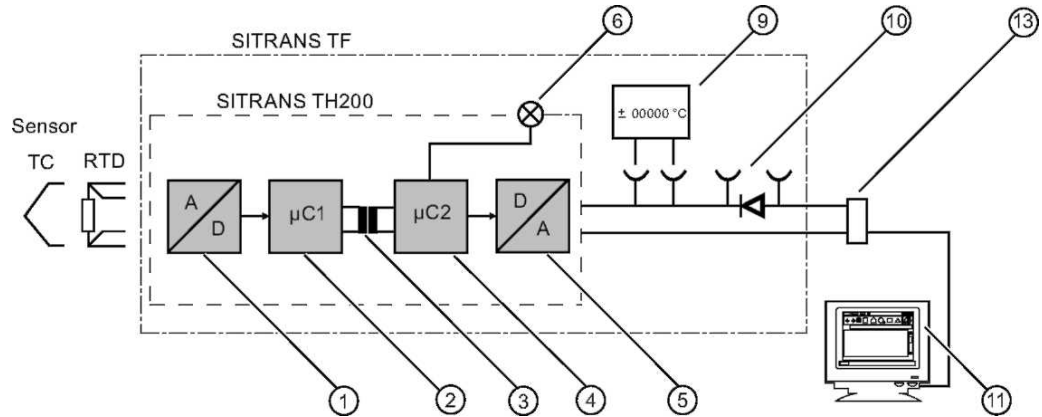 6
9
10
13
SITRANS TF
SITRANS TH200
± 00000 °C
Sensor
TC
RTD
A
D
µC1
µC2
D
A
1
2
3
4
5
11